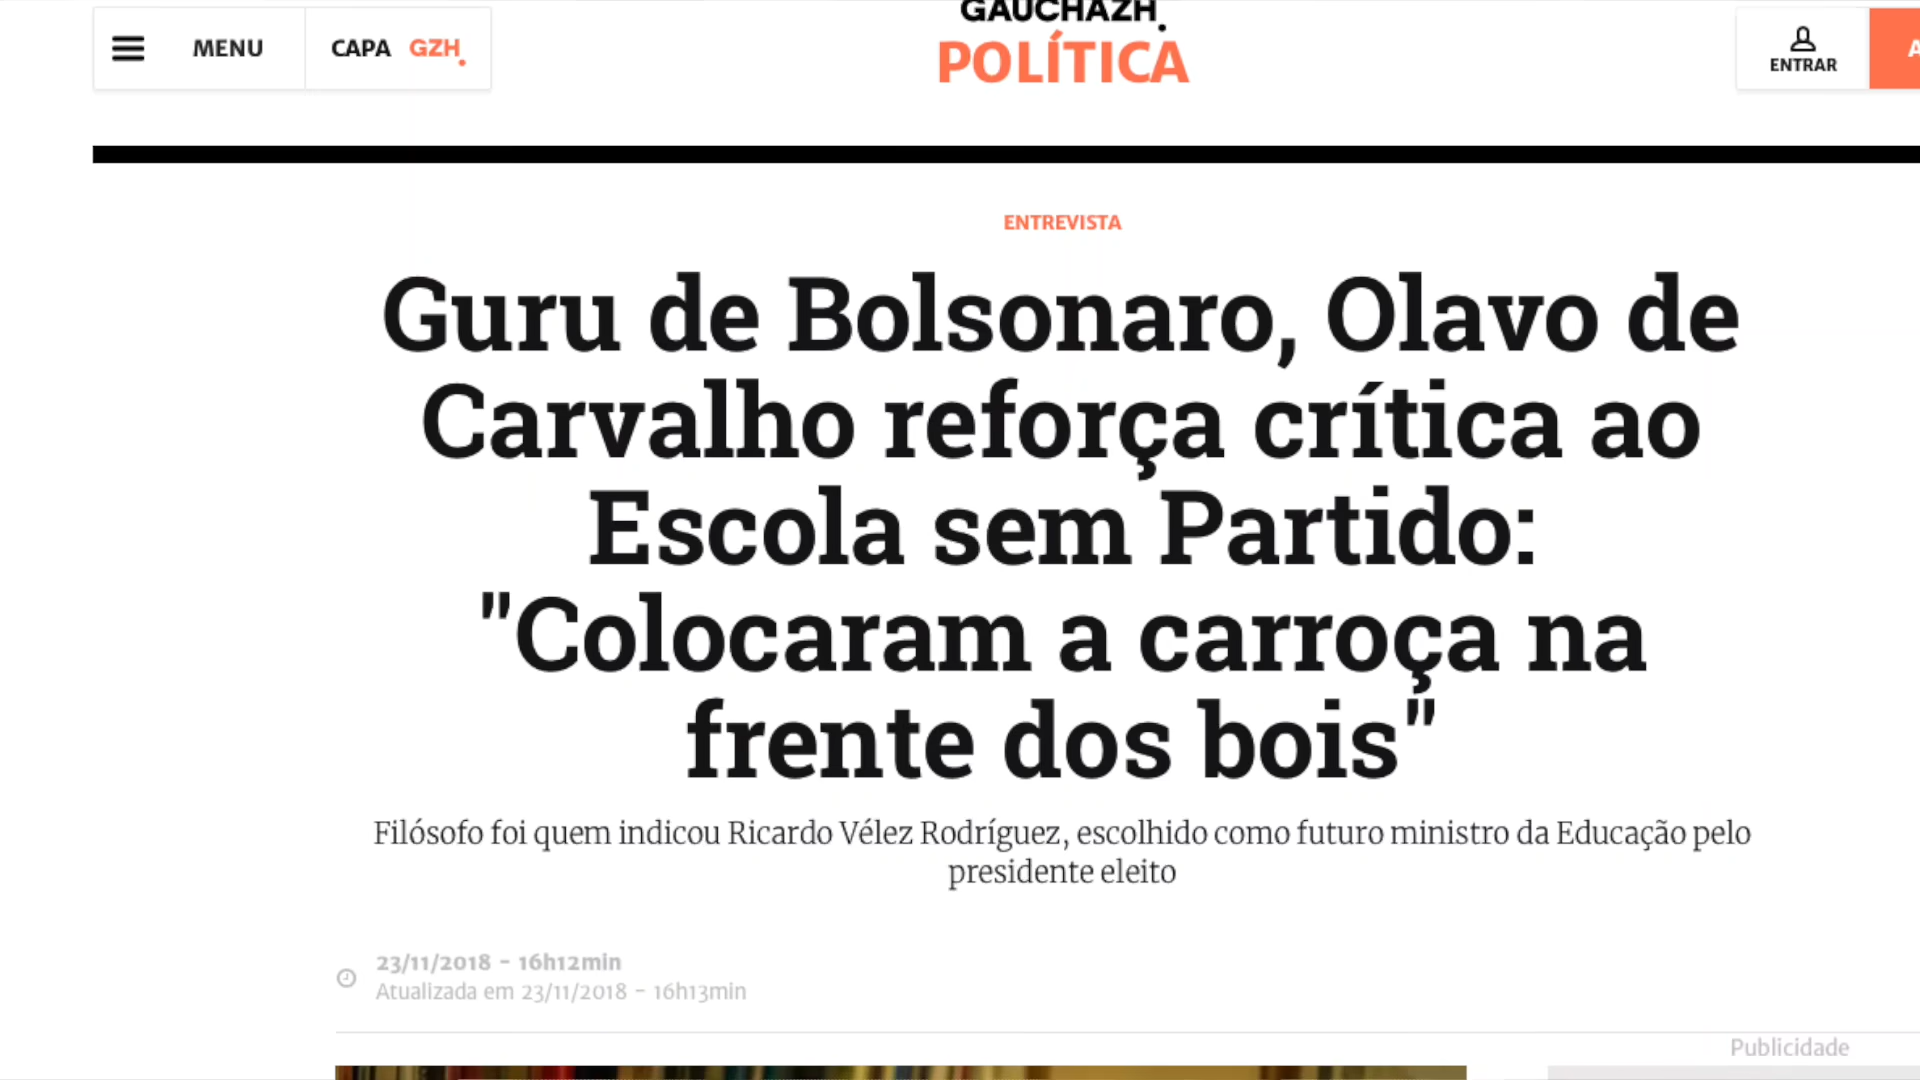 GAUCHAZH.
MENU
CAPA GZH.
POLÍTICA
ENTRAR
ENTREVISTA
Guru de Bolsonaro, Olavo de
Carvalho reforça crítica ao
Escola sem Partido:
"Colocaram a carroça na
frente dos bois"
Filósofo foi quem indicou Ricardo Vélez Rodríguez, escolhido como futuro ministro da Educação pelo
presidente eleito
23/11/2018 - 16h12min
Atualizada em 23/11/2018 - 16h13min
Publicidade